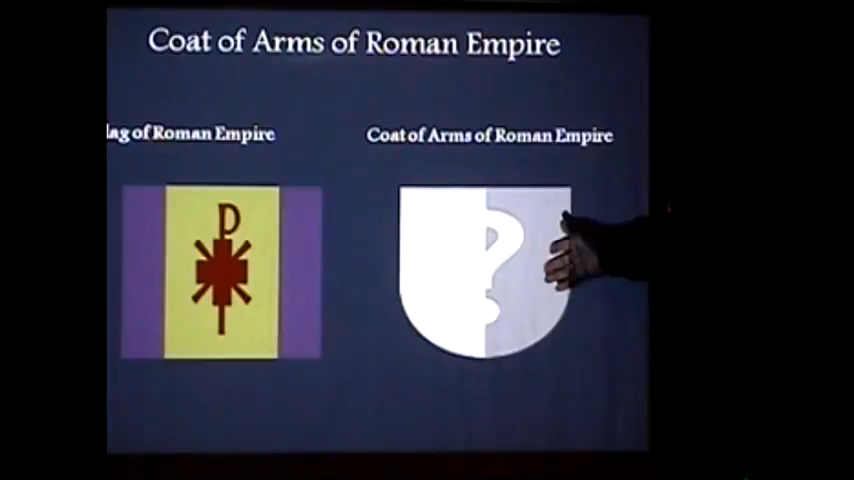 Coat of Arms of Roman Empire
lag of Roman Empire
Coat of Arms of Roman Empire
?